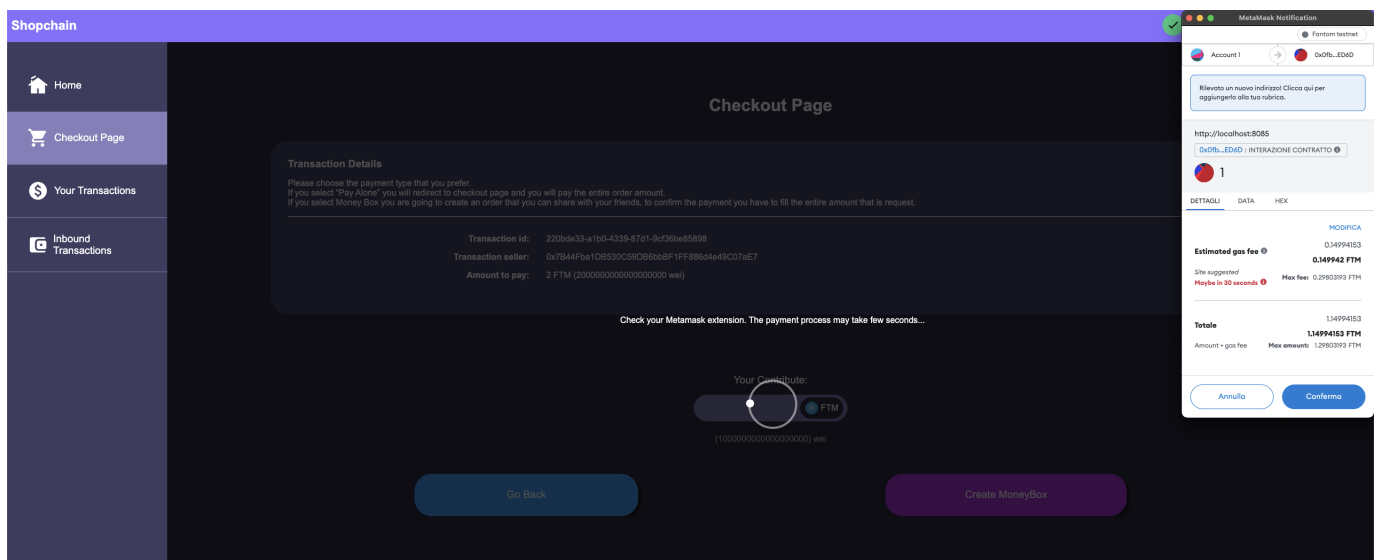 Shopchain
Home
Checkout Page
Your Transactions
Inbound
Transactions
Checkout Page
Transaction Details
Please choose the payment type that you prefer.
If you select "Pay Alone" you will redirect to checkout page and you will pay the entire order amount.
If you select Money Box you are going to create an order that you can share with your friends, to confirm the payment you have to fill the entire amount that is request.
Transaction id: 220bde33-a1b0-4339-87d1-9cf36be85898
Transaction seller: 0x7B44Fba1DB530C59DB6bbBF1FF886d4e49C07aE7
Amount to pay: 2 FTM (2000000000000000000 wei)
Check your Metamask extension. The payment process may take few seconds...
Your Contribute:
FTM
(1000000000000000000) wei
Go Back
Create MoneyBox
MetaMask Notification
Fantom testnet
Account 1
0x0fb...ED6D
Rilevato un nuovo indirizzo! Clicca qui per
aggiungerlo alla tua rubrica.
http://localhost:8085
0x0fb...ED6D : INTERAZIONE CONTRATTO
1
DETTAGLI DATA HEX
MODIFICA
Estimated gas fee 0.14994153
0.149942 FTM
Site suggested
Maybe in 30 seconds
Max fee: 0.29803193 FTM
Totale 1.14994153
1.14994153 FTM
Amount + gas fee Max amount: 1.29803193 FTM
Annulla
Conferma